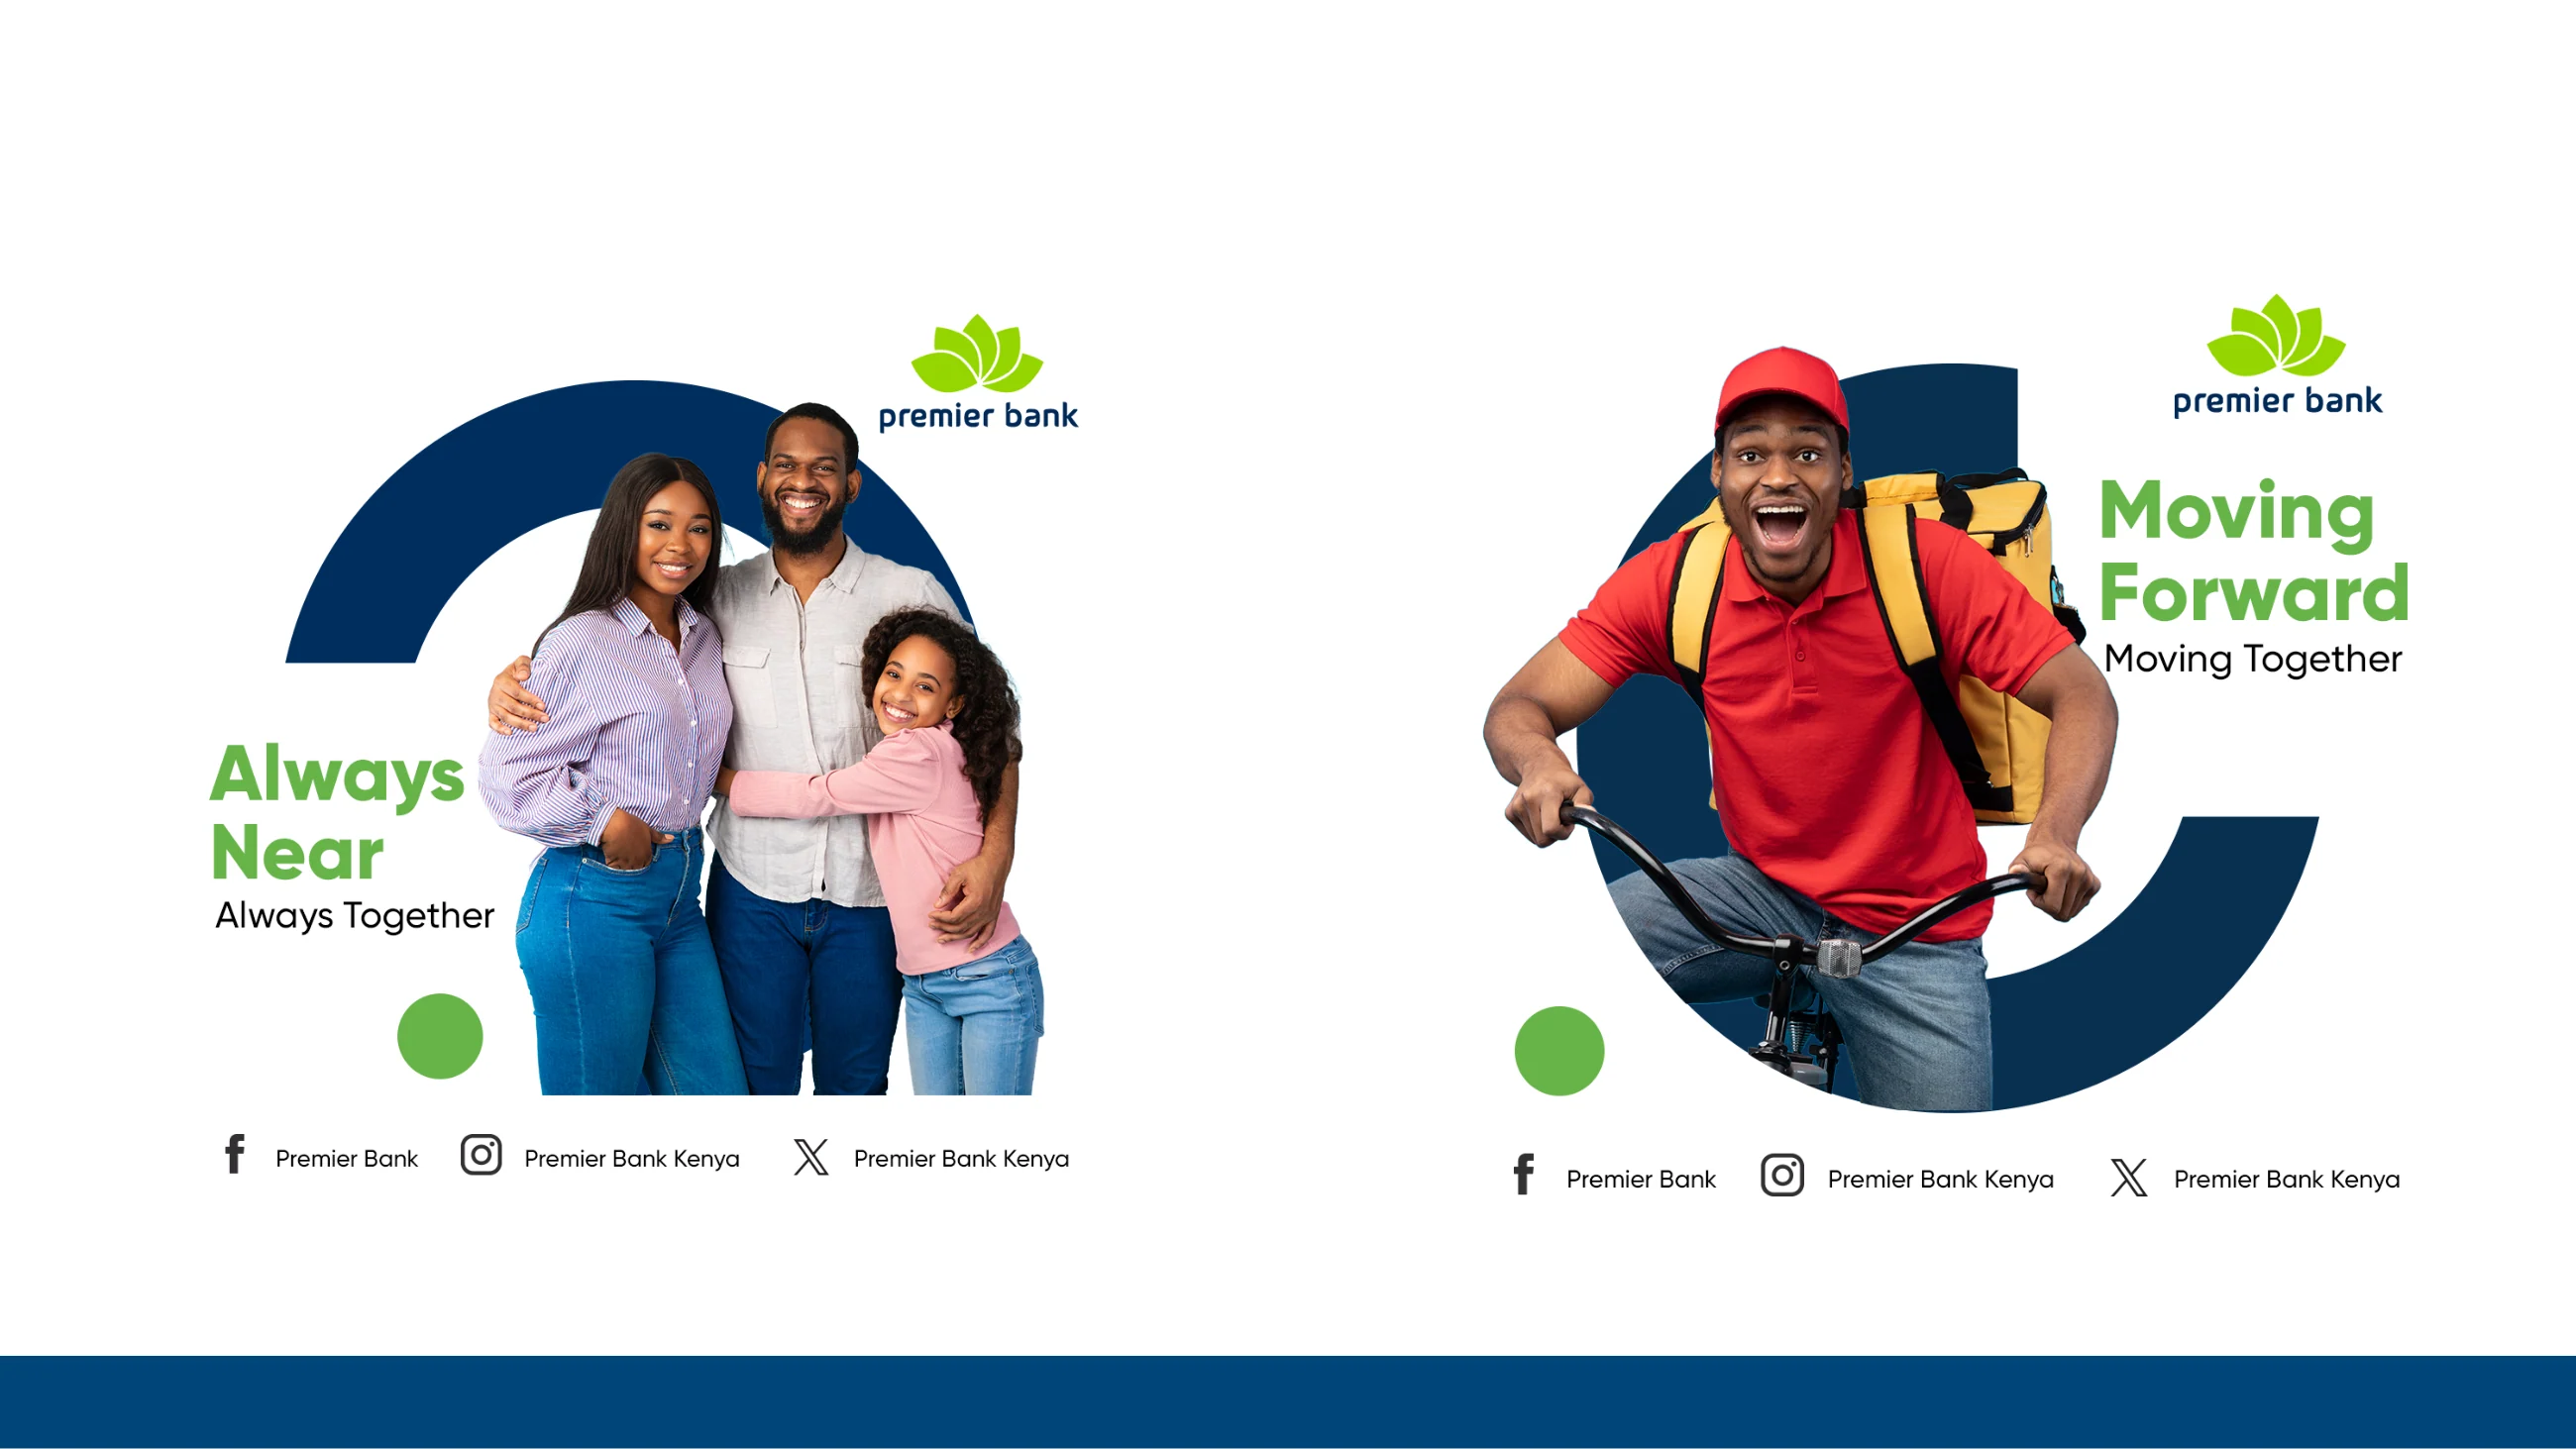 premier bank
Always
Near
Always Together
Premier Bank
Premier Bank Kenya
Premier Bank Kenya
premier bank
Moving
Forward
Moving Together
Premier Bank
Premier Bank Kenya
Premier Bank Kenya